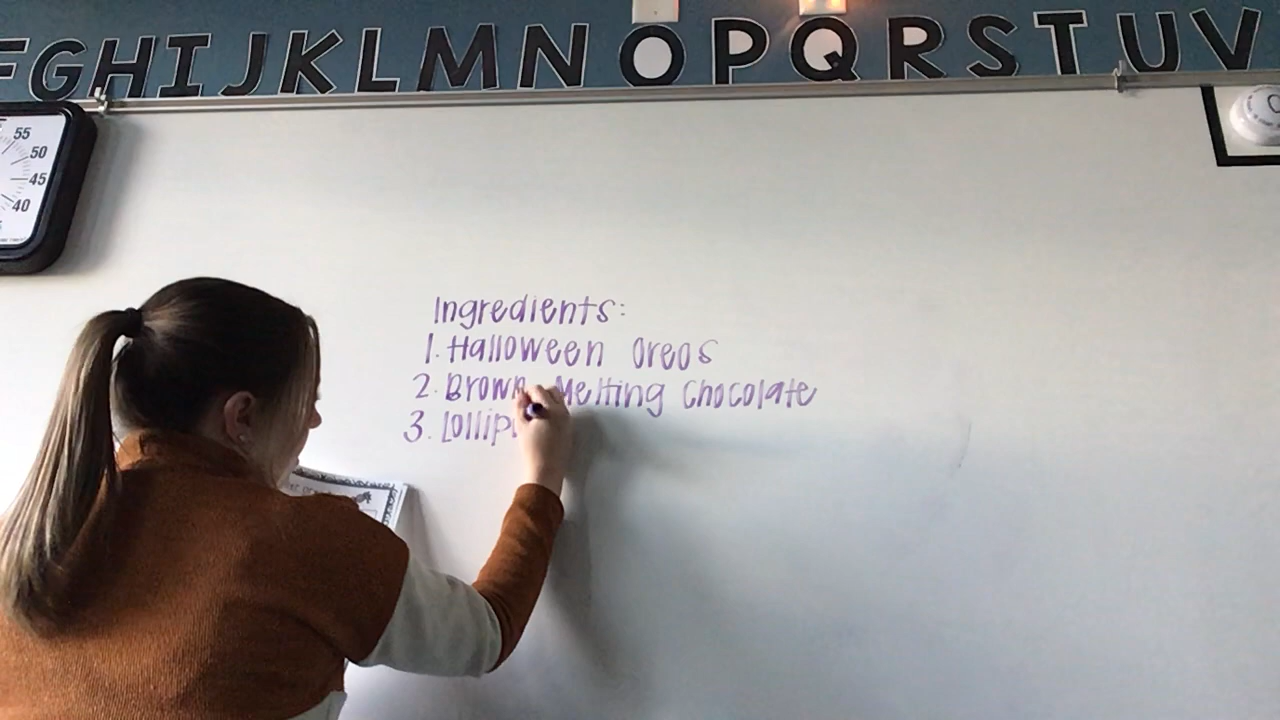 FGHIJKLMNOPQRSTUV
55
50
45
40
Ingredients:
1. Halloween Oreos
2. Brown Melting Chocolate
3. Lollip